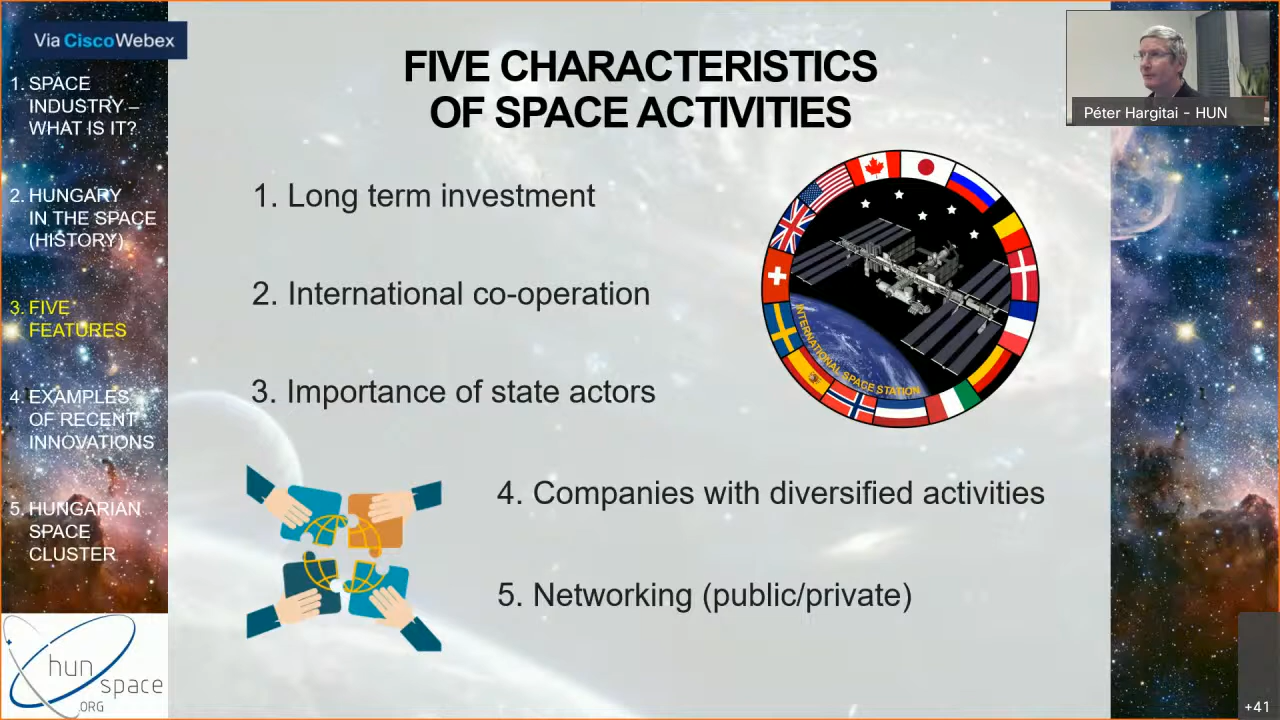 Via Cisco Webex
1. SPACE
INDUSTRY –
WHAT IS IT?
2. HUNGARY
IN THE SPACE
(HISTORY)
3. FIVE
FEATURES
4. EXAMPLES
OF RECENT
INNOVATIONS
5. HUNGARIAN
SPACE
CLUSTER
hun
space
.ORG
FIVE CHARACTERISTICS
OF SPACE ACTIVITIES
1. Long term investment
2. International co-operation
3. Importance of state actors
4. Companies with diversified activities
5. Networking (public/private)
INTERNATIONAL SPACE STATION
Péter Hargitai - HUN
+41